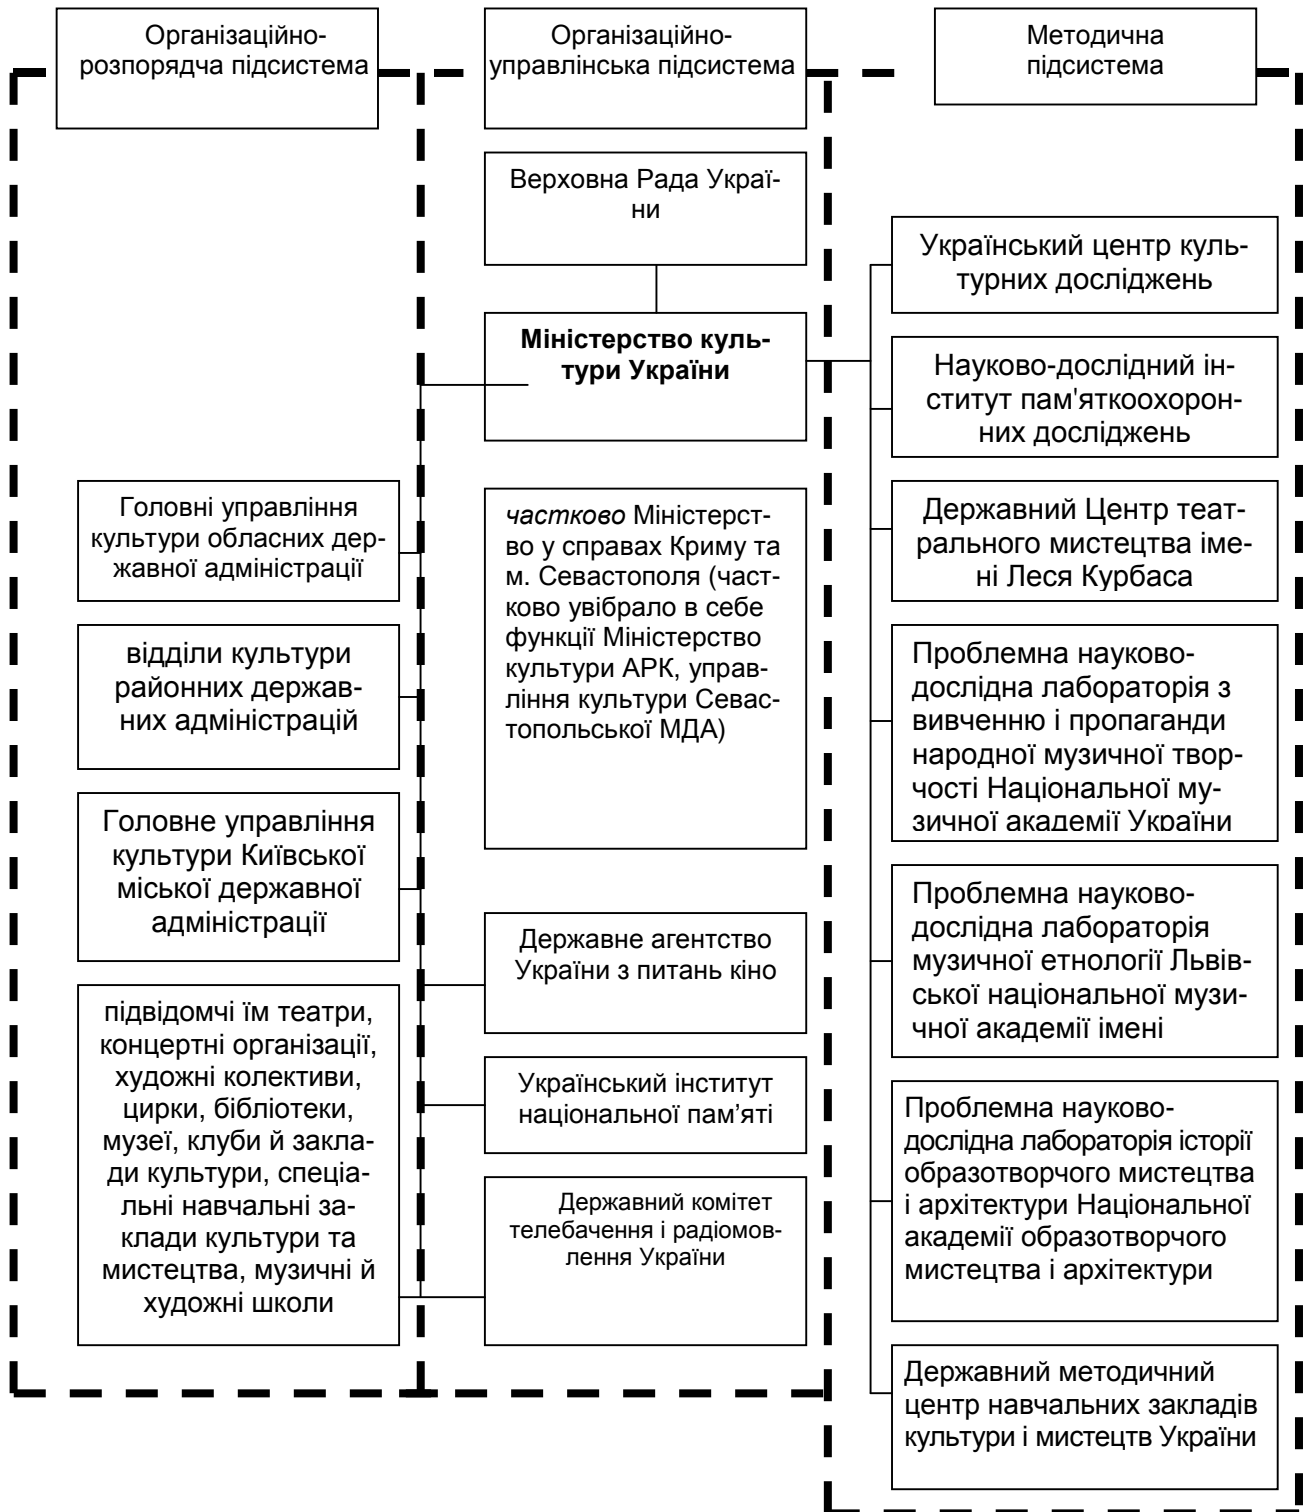 Організаційно-
розпорядча підсистема
Організаційно-
управлінська підсистема
Методична
підсистема
Верховна Рада Украї-
ни
Міністерство куль-
тури України
частково Міністерст-
во у справах Криму та
м. Севастополя (част-
ково увібрало в себе
функції Міністерство
культури АРК, управ-
ління культури Севас-
топольської МДА)
Державне агентство
України з питань кіно
Український інститут
національної пам’яті
Державний комітет
телебачення і радіомов-
лення України
Головні управління
культури обласних дер-
жавної адміністрації
відділи культури
районних держав-
них адміністрацій
Головне управління
культури Київської
міської державної
адміністрації
підвідомчі їм театри,
концертні організації,
художні колективи,
цирки, бібліотеки,
музеї, клуби й закла-
ди культури, спеціа-
льні навчальні за-
клади культури та
мистецтва, музичні й
художні школи
Український центр куль-
турних досліджень
Науково-дослідний ін-
ститут пам'яткоохорон-
них досліджень
Державний Центр теат-
рального мистецтва іме-
ні Леся Курбаса
Проблемна науково-
дослідна лабораторія з
вивченню і пропаганди
народної музичної твор-
чості Національної му-
зичної академії України
Проблемна науково-
дослідна лабораторія
музичної етнології Львів-
ської національної музи-
чної академії імені
Проблемна науково-
дослідна лабораторія історії
образотворчого мистецтва
і архітектури Національної
академії образотворчого
мистецтва і архітектури
Державний методичний
центр навчальних закладів
культури і мистецтв України